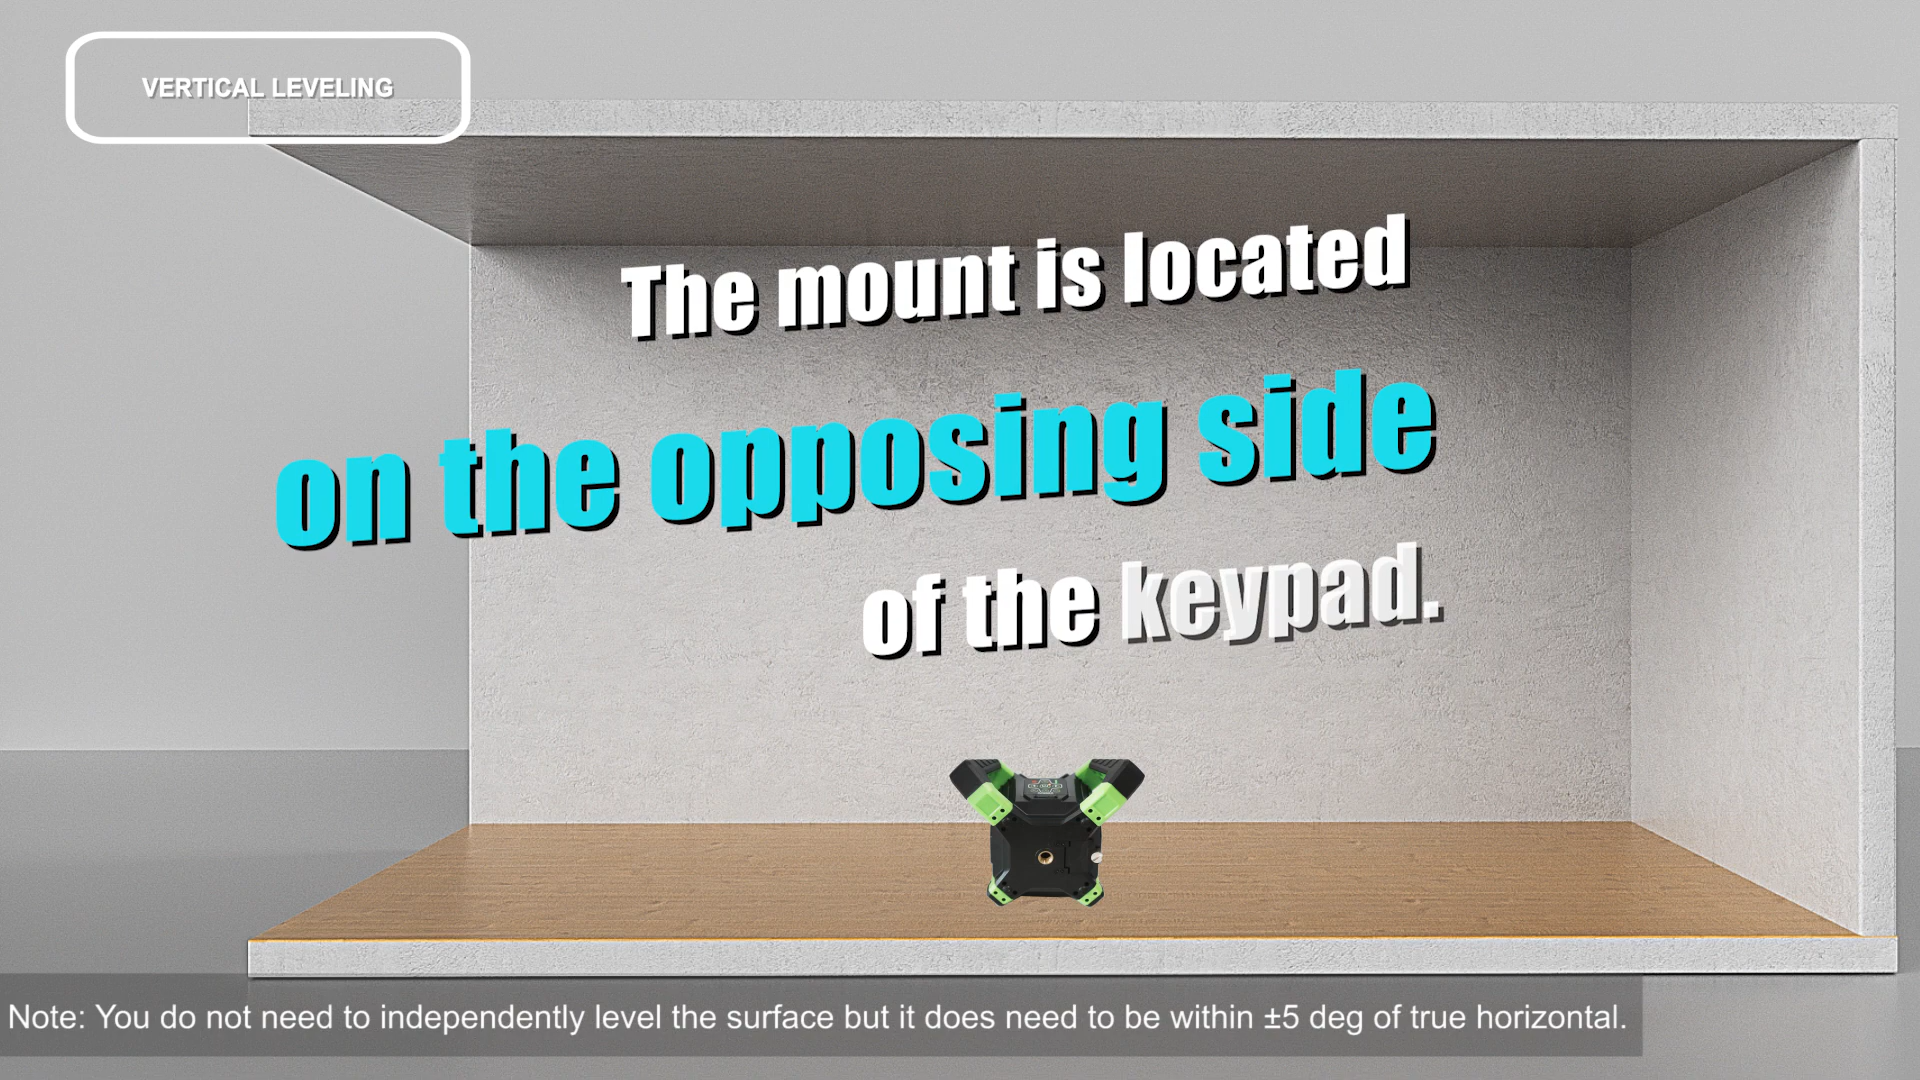 VERTICAL LEVELING
The mount is located
on the opposing side
of the keypad.
Note: You do not need to independently level the surface but it does need to be within ±5 deg of true horizontal.